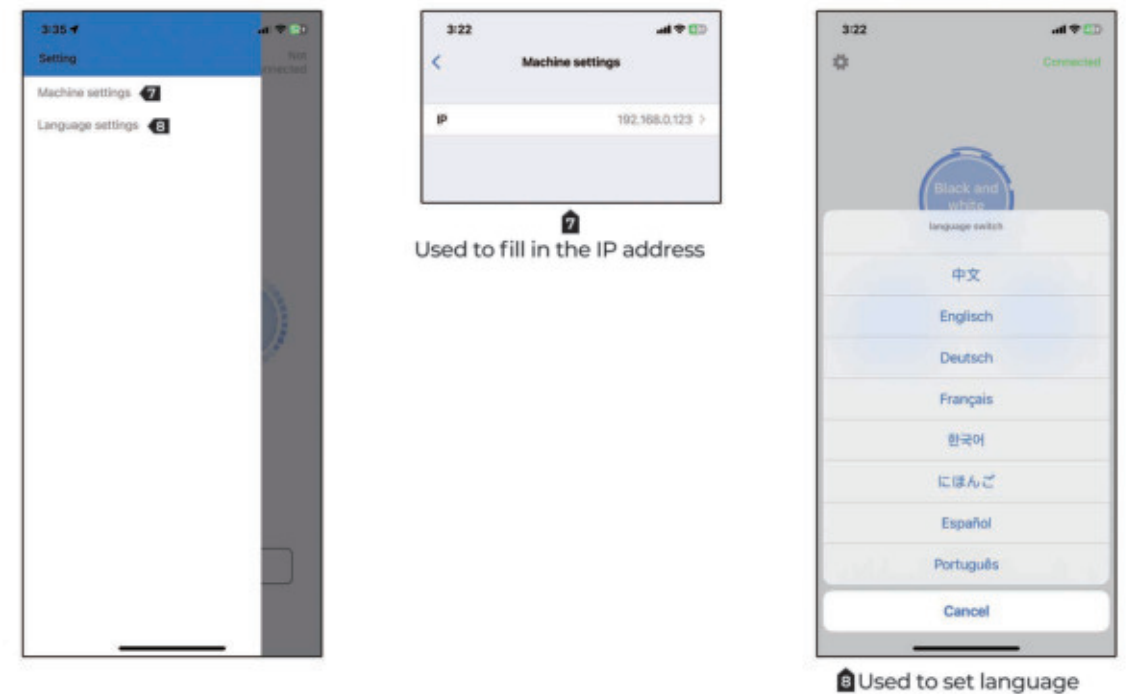 3:35
Setting
Not
Machine settings 7
Language settings 8
3:22
Machine settings
IP 192.168.0.123
7
Used to fill in the IP address
3:22
Connected
Black and
white
language switch
中文
Englisch
Deutsch
Français
한국어
にほんご
Español
Português
Cancel
8 Used to set language